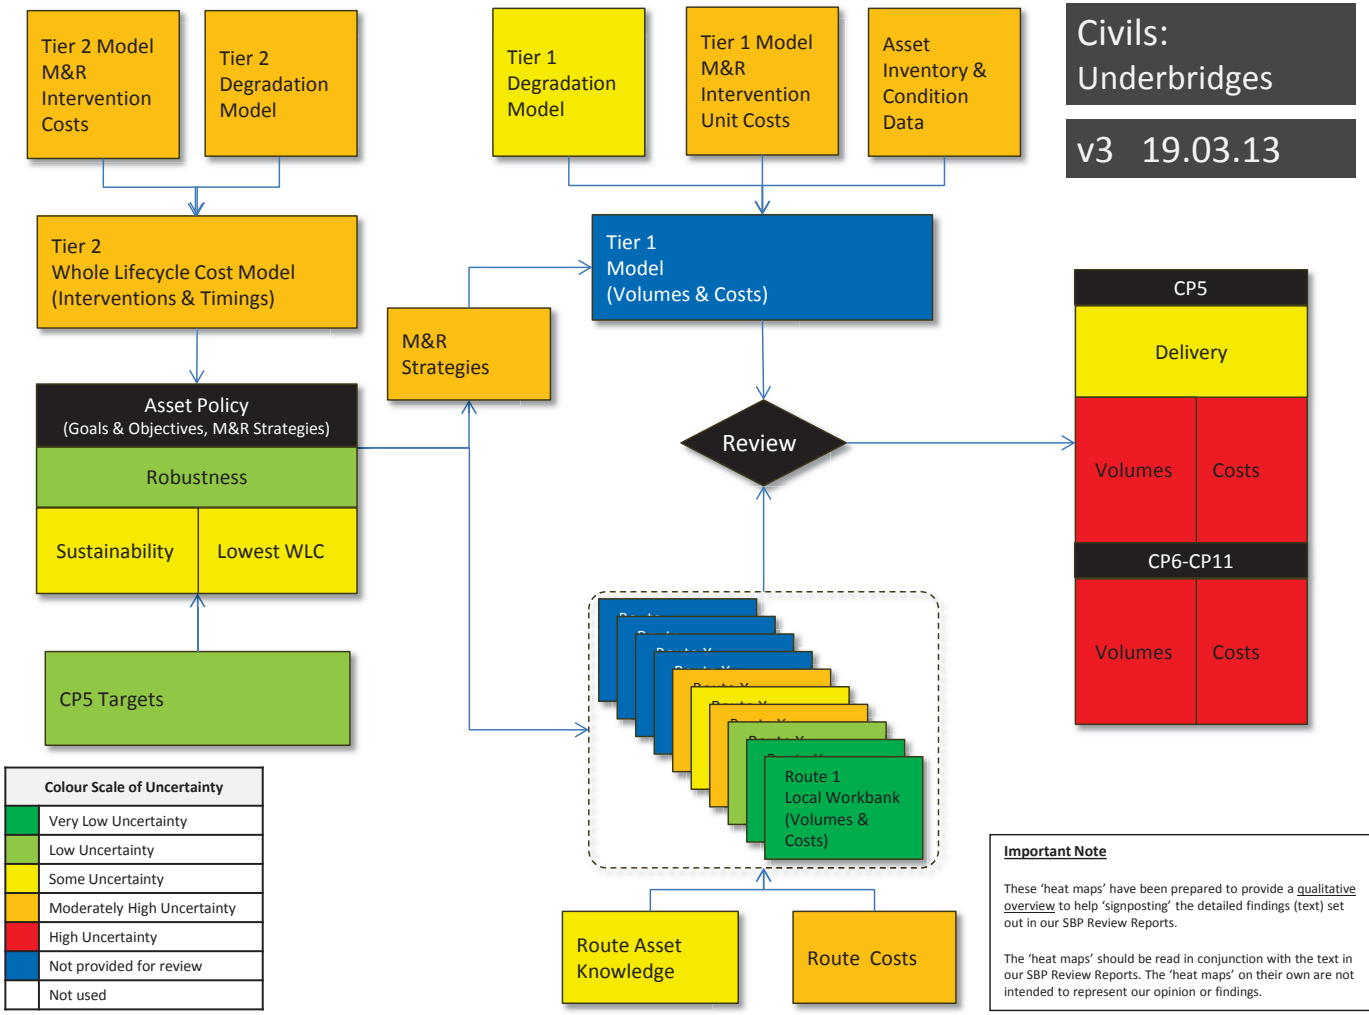 Tier 2 Model
M&R
Intervention
Costs
Tier 2
Degradation
Model
Tier 1
Degradation
Model
Tier 1 Model
M&R
Intervention
Unit Costs
Asset
Inventory &
Condition
Data
Civils:
Underbridges
v3 19.03.13
Tier 2
Whole Lifecycle Cost Model
(Interventions & Timings)
Tier 1
Model
(Volumes & Costs)
M&R
Strategies
Asset Policy
(Goals & Objectives, M&R Strategies)
Robustness
Sustainability
Lowest WLC
CP5 Targets
Review
CP5
Delivery
Volumes
Costs
CP6-CP11
Volumes
Costs
Route
Route X
Route X
Route X
Route X
Route X
Route X
Route X
Route 1
Local Workbank
(Volumes &
Costs)
Route Asset
Knowledge
Route Costs
Colour Scale of Uncertainty
Very Low Uncertainty
Low Uncertainty
Some Uncertainty
Moderately High Uncertainty
High Uncertainty
Not provided for review
Not used
Important Note
These ‘heat maps’ have been prepared to provide a qualitative
overview to help ‘signposting’ the detailed findings (text) set
out in our SBP Review Reports.
The ‘heat maps’ should be read in conjunction with the text in
our SBP Review Reports. The ‘heat maps’ on their own are not
intended to represent our opinion or findings.